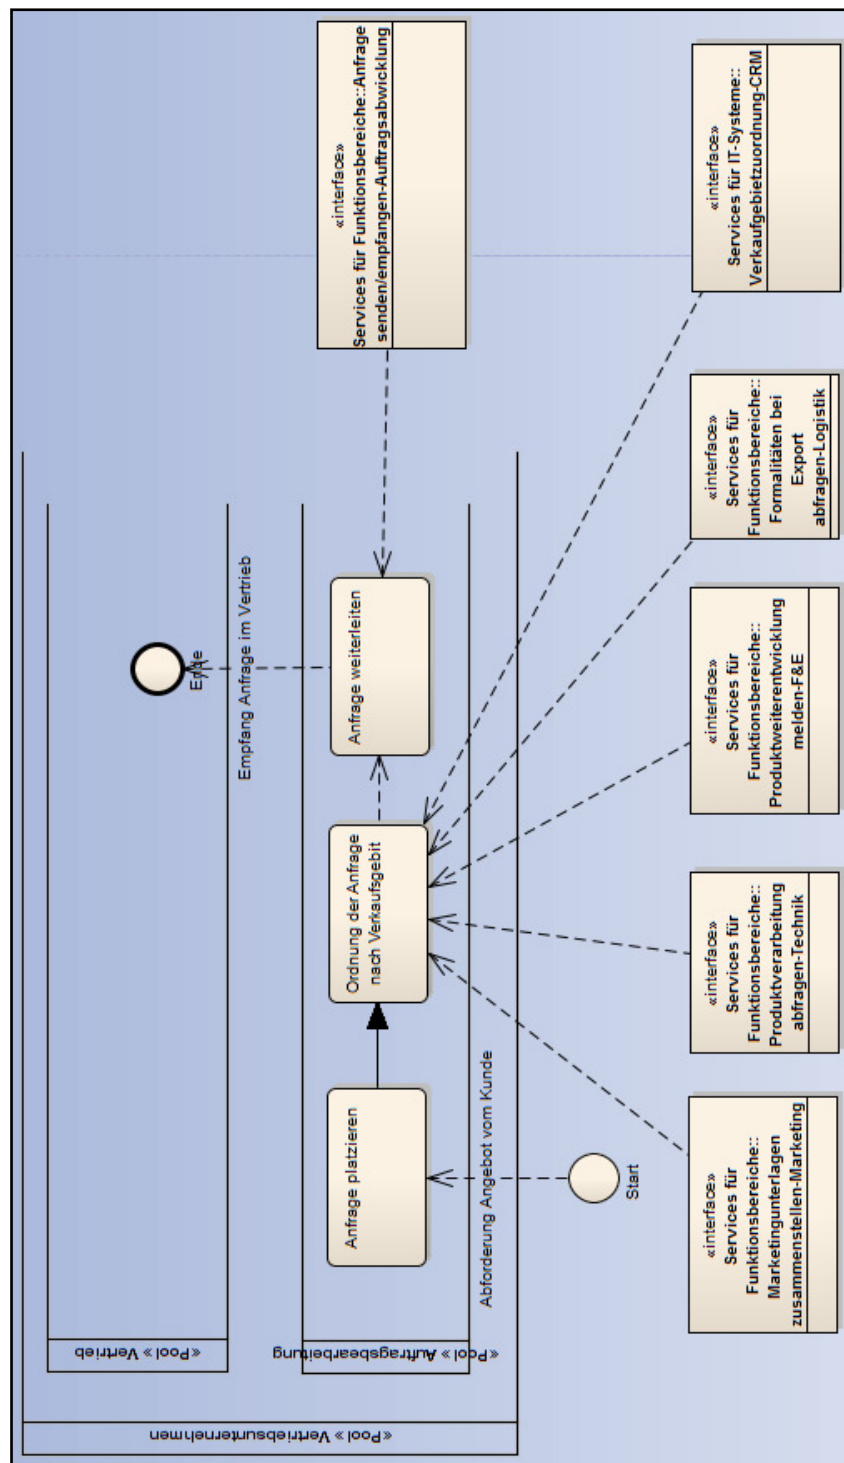 «Pool» Vertriebsunternehmen
«Pool» Vertrieb
Ende
Empfang Anfrage im Vertrieb
«Pool» Auftragsbearbeitung
Anfrage platzieren
Ordnung der Anfrage
nach Verkaufsgebit
Anfrage weiterleiten
«interface»
Services für Funktionsbereiche::Anfrage
senden/empfangen-Auftragsabwicklung
Abforderung Angebot vom Kunde
Start
«interface»
Services für
Funktionsbereiche::
Marketingunterlagen
zusammenstellen-Marketing
«interface»
Services für
Funktionsbereiche::
Produktverarbeitung
abfragen-Technik
«interface»
Services für
Funktionsbereiche::
Produktweiterentwicklung
melden-F&E
«interface»
Services für
Funktionsbereiche::
Formalitäten bei
Export
abfragen-Logistik
«interface»
Services für IT-Systeme::
Verkaufgebietzuordnung-CRM